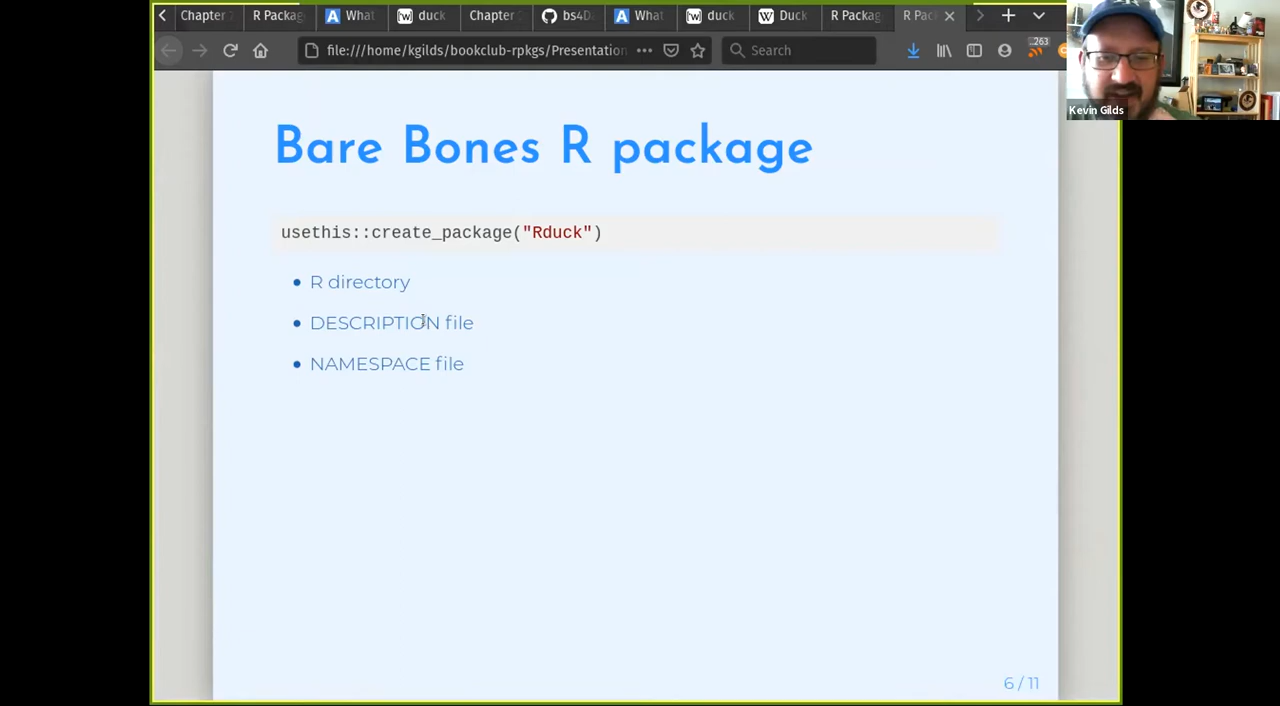 Chapter
R Packag
What
duck
Chapter
bs4D
What
duck
Duck
R Packag
R Pac
file:///home/kgilds/bookclub-rpkgs/Presentation
Search
263
Kevin Gilds
Bare Bones R package
usethis::create_package("Rduck")
R directory
DESCRIPTION file
NAMESPACE file
6 / 11